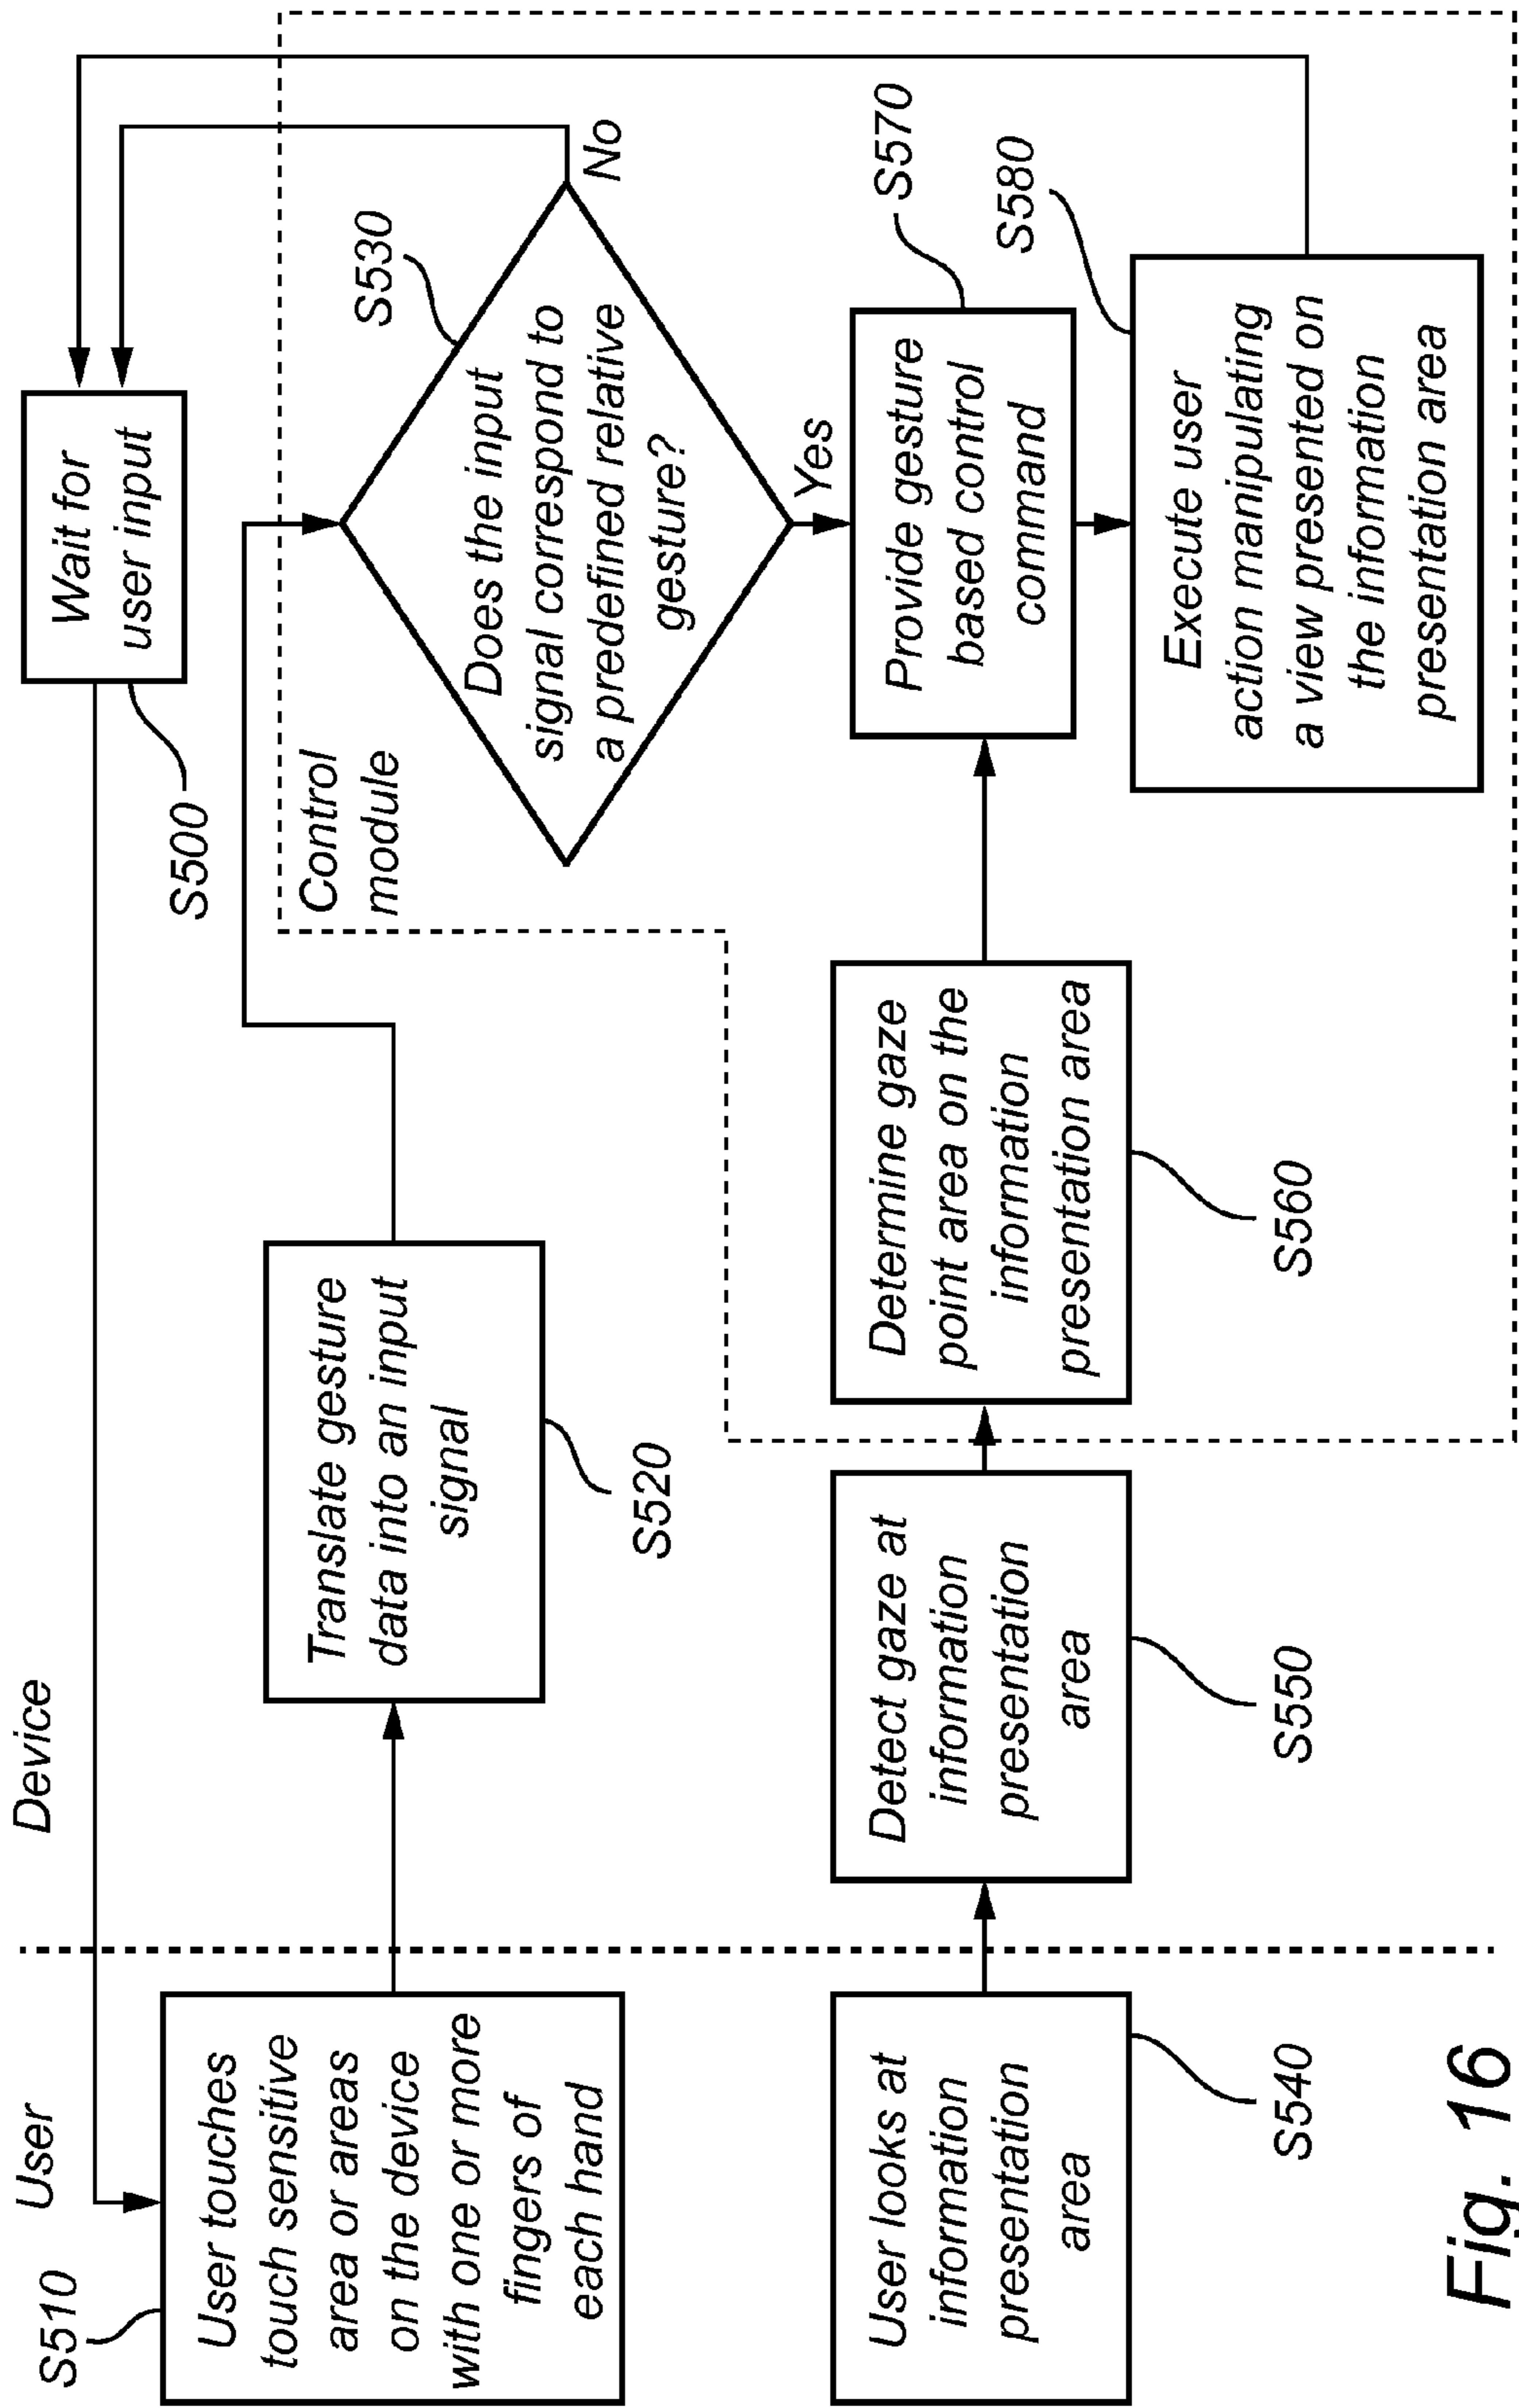 User
Device
S510
User touches
touch sensitive
area or areas
on the device
with one or more
fingers of
each hand
Wait for
user input
S500
Translate gesture
data into an input
signal
S520
Control
module
Does the input
signal correspond to
a predefined relative
gesture?
S530
No
Yes
User looks at
information
presentation
area
S540
Detect gaze at
information
presentation
area
S550
Determine gaze
point area on the
information
presentation area
S560
Provide gesture
based control
command
S570
Execute user
action manipulating
a view presented on
the information
presentation area
S580
Fig. 16